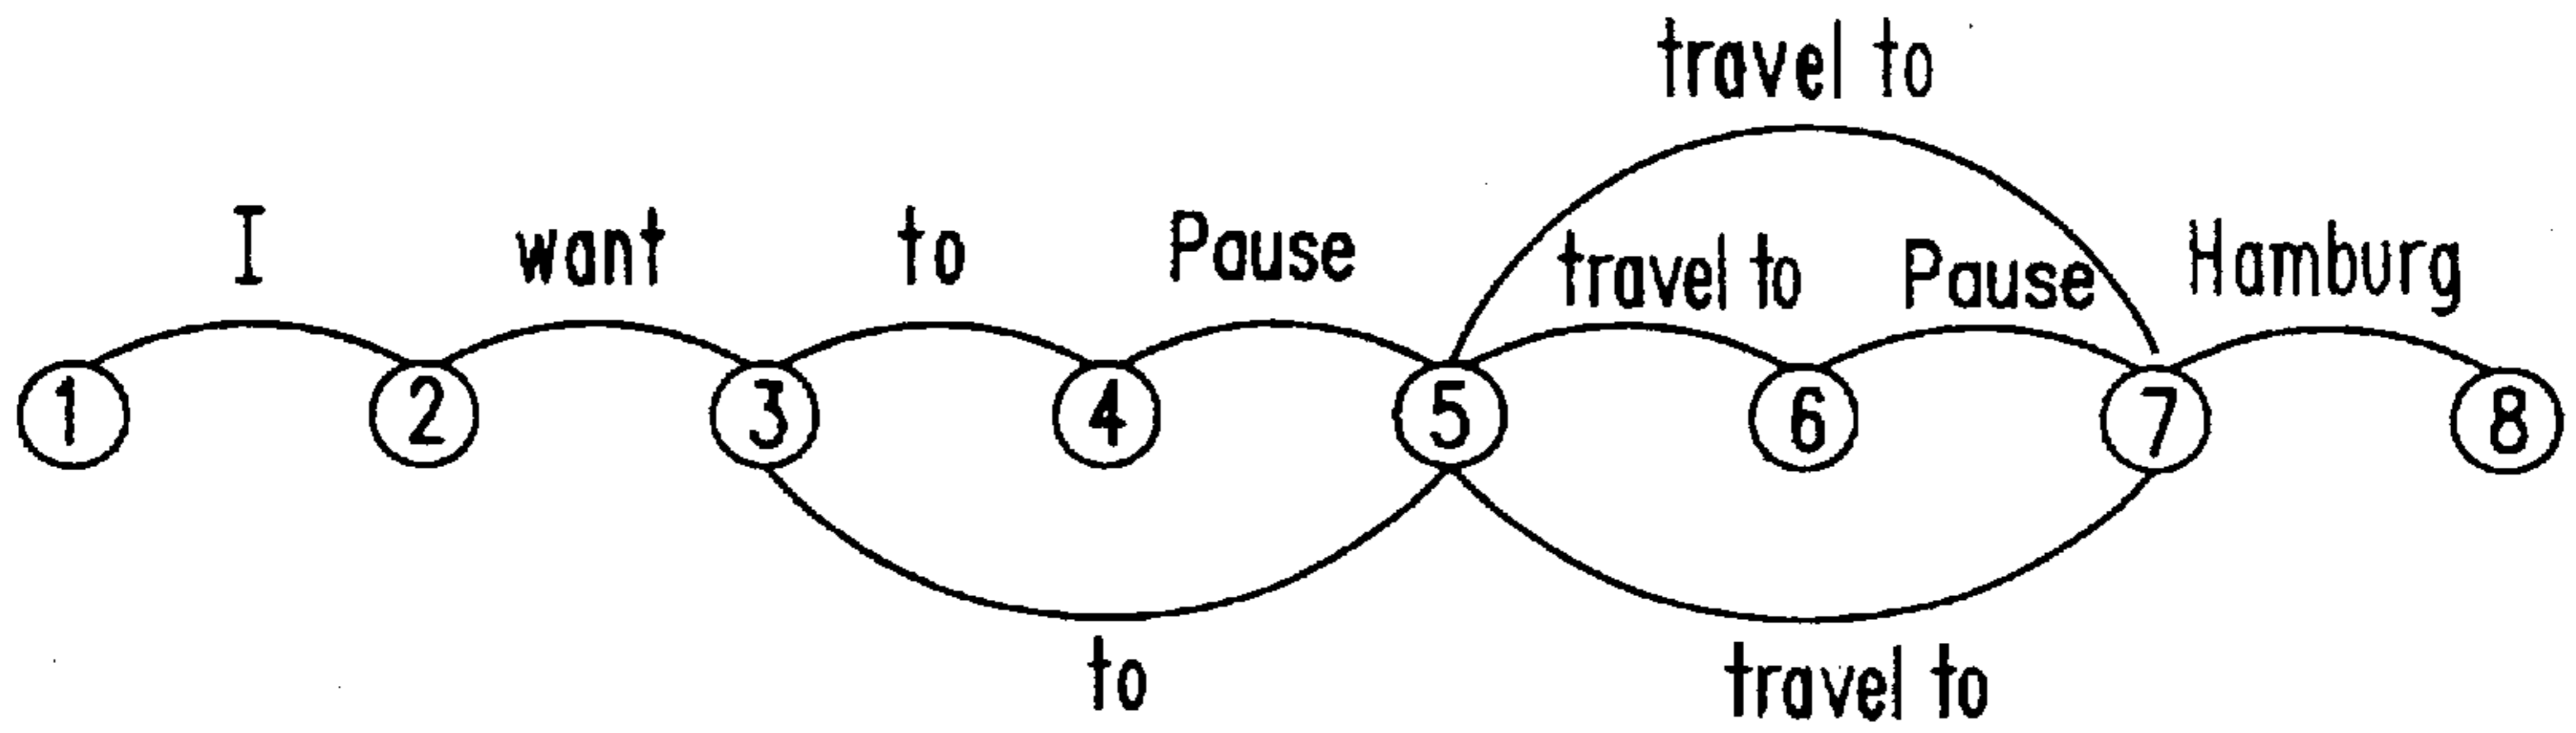 travel to
I want to Pause travel to Pause Hamburg
1 2 3 4 5 6 7 8
to travel to